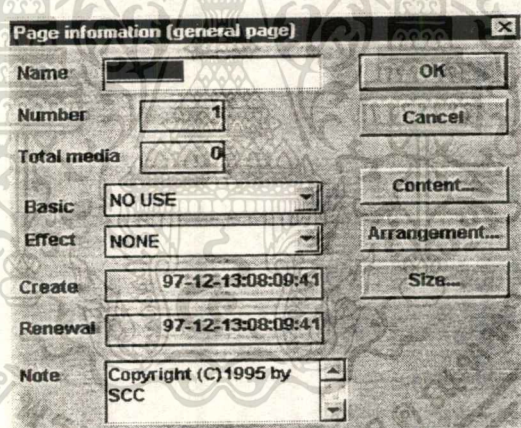 Page information (general page)
Name
OK
Number 1
Cancel
Total media 0
Content...
Basic NO USE
Effect NONE
Arrangement...
Create 97-12-13:08:09:41
Size...
Renewal 97-12-13:08:09:41
Note Copyright (C)1995 by
SCC